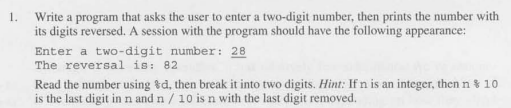 1. Write a program that asks the user to enter a two-digit number, then prints the number with
its digits reversed. A session with the program should have the following appearance:
Enter a two-digit number: 28
The reversal is: 82
Read the number using %d, then break it into two digits. Hint: If n is an integer, then n % 10
is the last digit in n and n / 10 is n with the last digit removed.